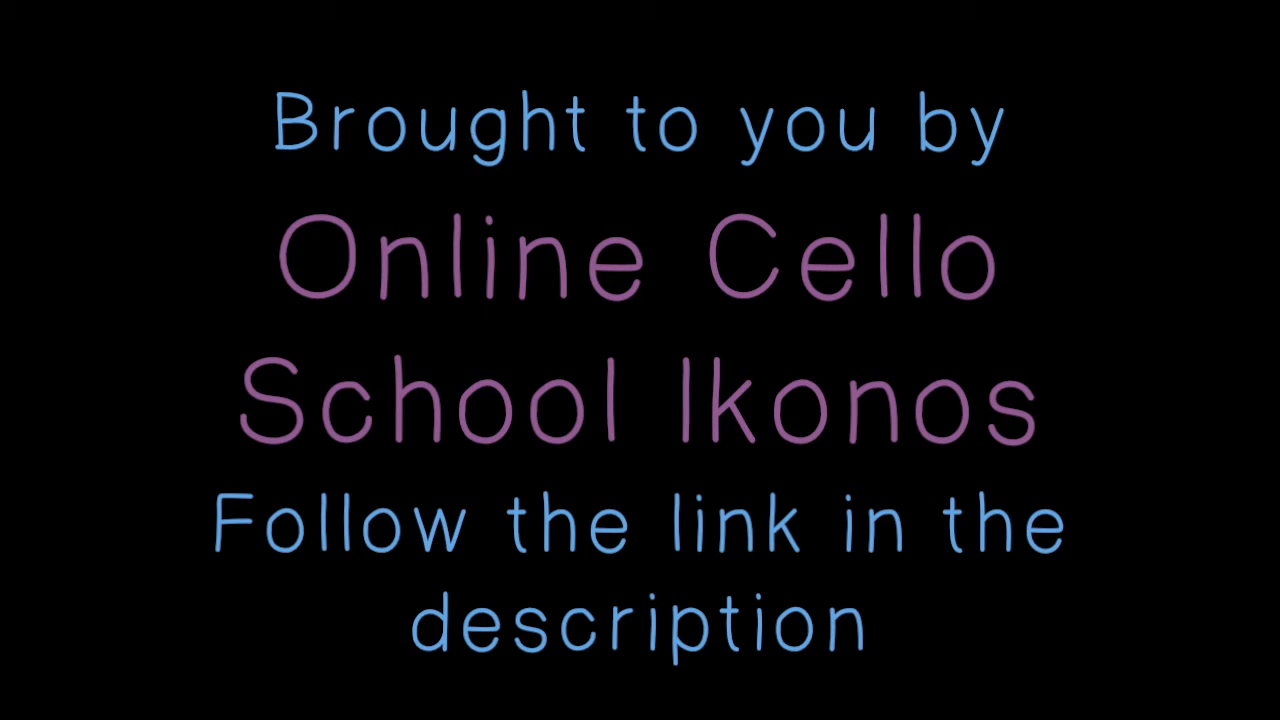 Brought to you by
Online Cello
School Ikonos
Follow the link in the
description